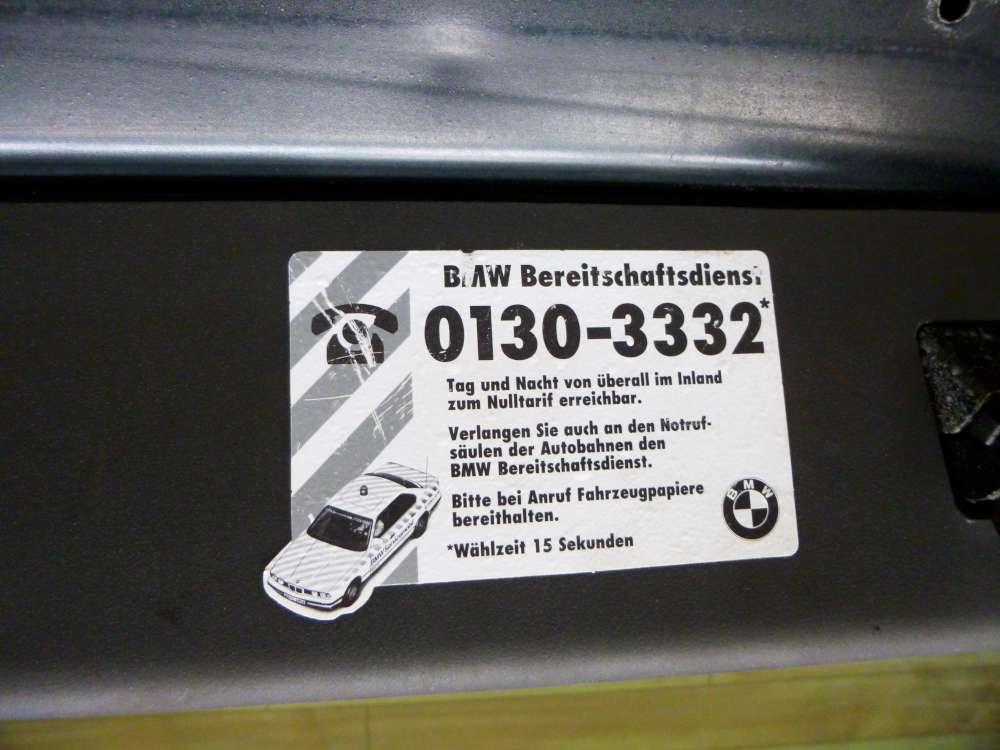 BMW Bereitschaftsdienst
0130-3332*
Tag und Nacht von überall im Inland
zum Nulltarif erreichbar.
Verlangen Sie auch an den Notruf-
säulen der Autobahnen den
BMW Bereitschaftsdienst.
Bitte bei Anruf Fahrzeugpapiere
bereithalten.
*Wählzeit 15 Sekunden
BMW